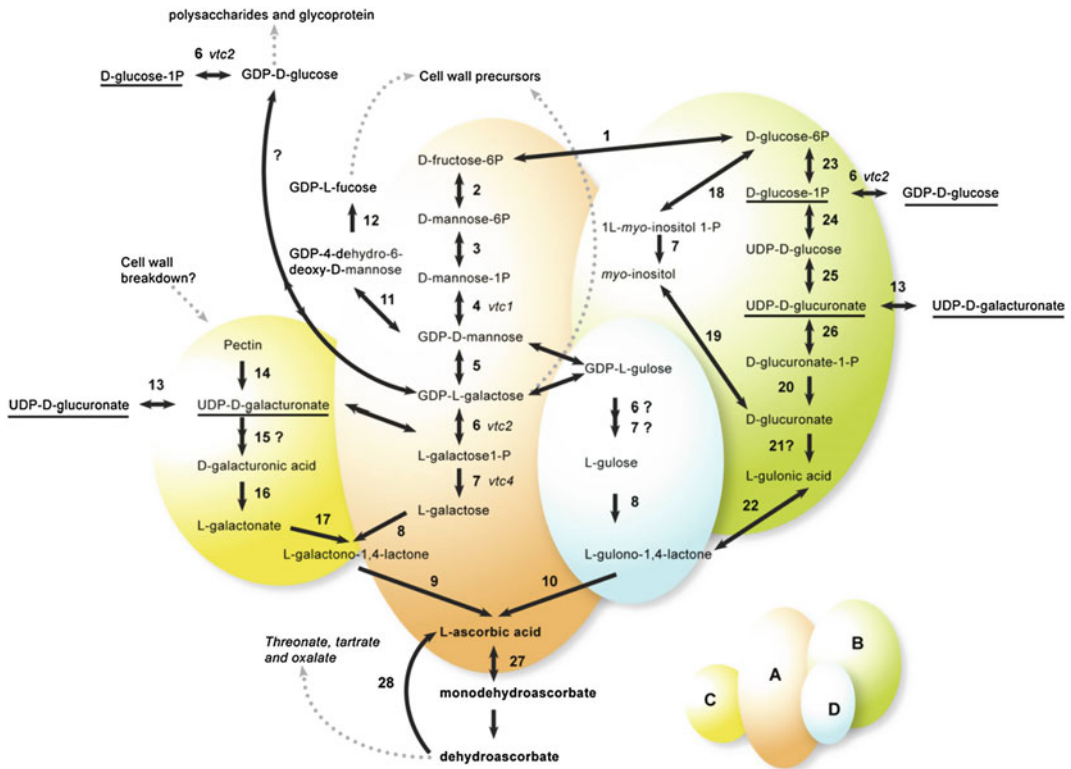 polysaccharides and glycoprotein
6 vtc2
D-glucose-1P
GDP-D-glucose
Cell wall precursors
?
1
D-fructose-6P
D-glucose-6P
2
23
6 vtc2
18
GDP-L-fucose
D-glucose-1P
GDP-D-glucose
D-mannose-6P
12
1L-myo-inositol 1-P
24
3
7
GDP-4-dehydro-6-
deoxy-D-mannose
UDP-D-glucose
Cell wall
breakdown?
D-mannose-1P
myo-inositol
25
13
11
4 vtc1
UDP-D-glucuronate
UDP-D-galacturonate
GDP-D-mannose
19
26
Pectin
5
GDP-L-gulose
D-glucuronate-1-P
13
14
20
GDP-L-galactose
UDP-D-glucuronate
UDP-D-galacturonate
6 ?
7 ?
D-glucuronate
6 vtc2
15 ?
21?
L-galactose1-P
D-galacturonic acid
L-gulose
L-gulonic acid
7 vtc4
16
8
22
L-galactose
L-galactonate
17
8
L-galactono-1,4-lactone
L-gulono-1,4-lactone
9
10
L-ascorbic acid
Threonate, tartrate
and oxalate
27
28
monodehydroascorbate
dehydroascorbate
A
B
C
D